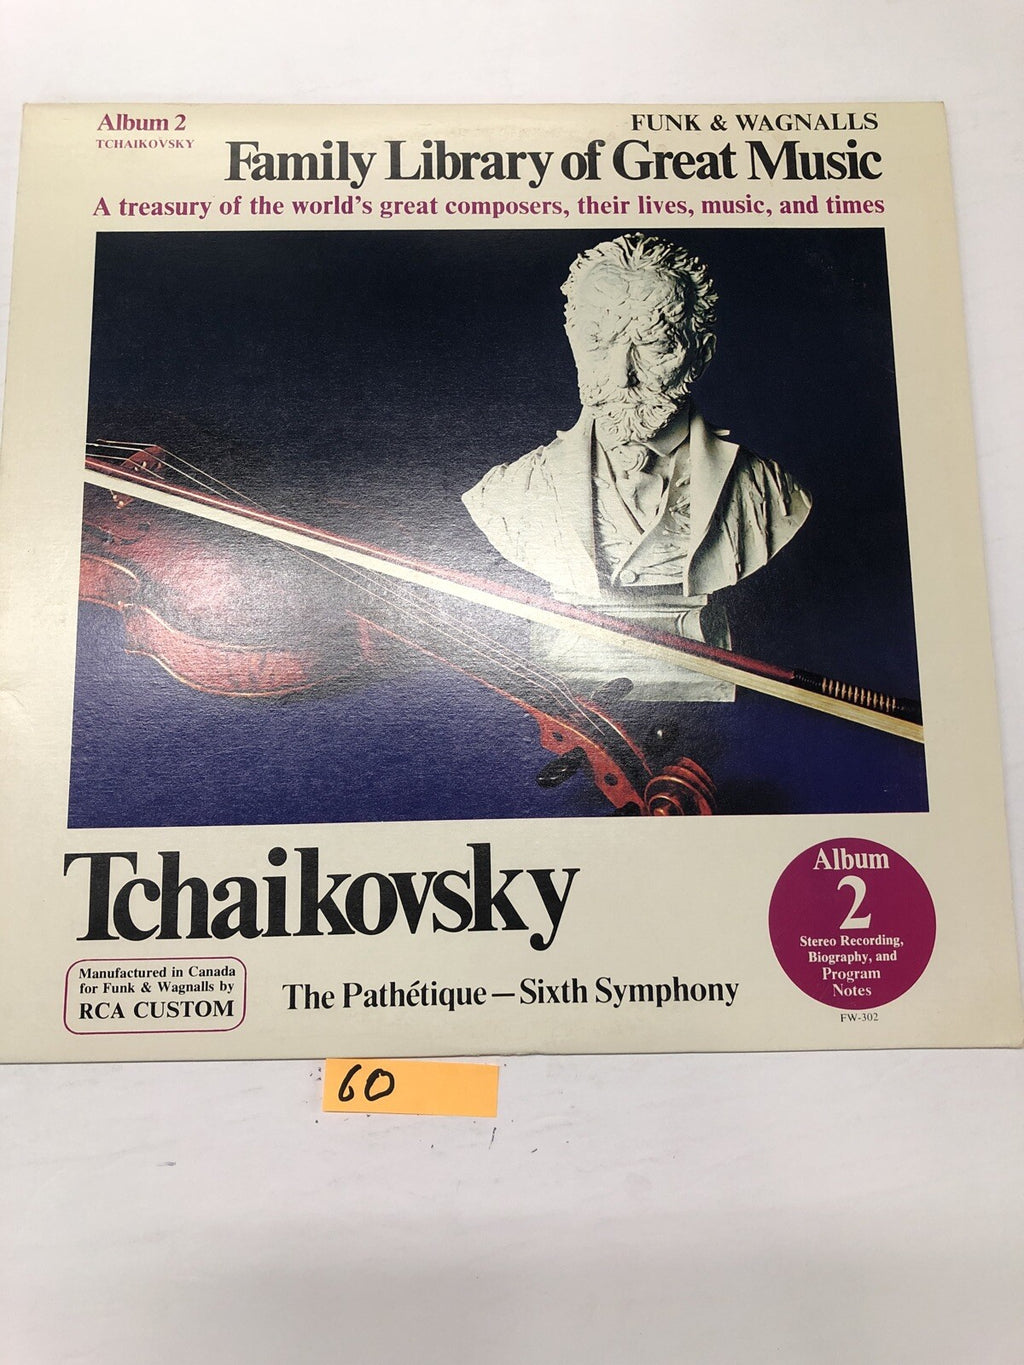 Album 2
TCHAIKOVSKY
FUNK & WAGNALLS
Family Library of Great Music
A treasury of the world's great composers, their lives, music, and times
Tchaikovsky
Manufactured in Canada
for Funk & Wagnalls by
RCA CUSTOM
The Pathétique – Sixth Symphony
Album
2
Stereo Recording,
Biography, and
Program
Notes
FW-302
60